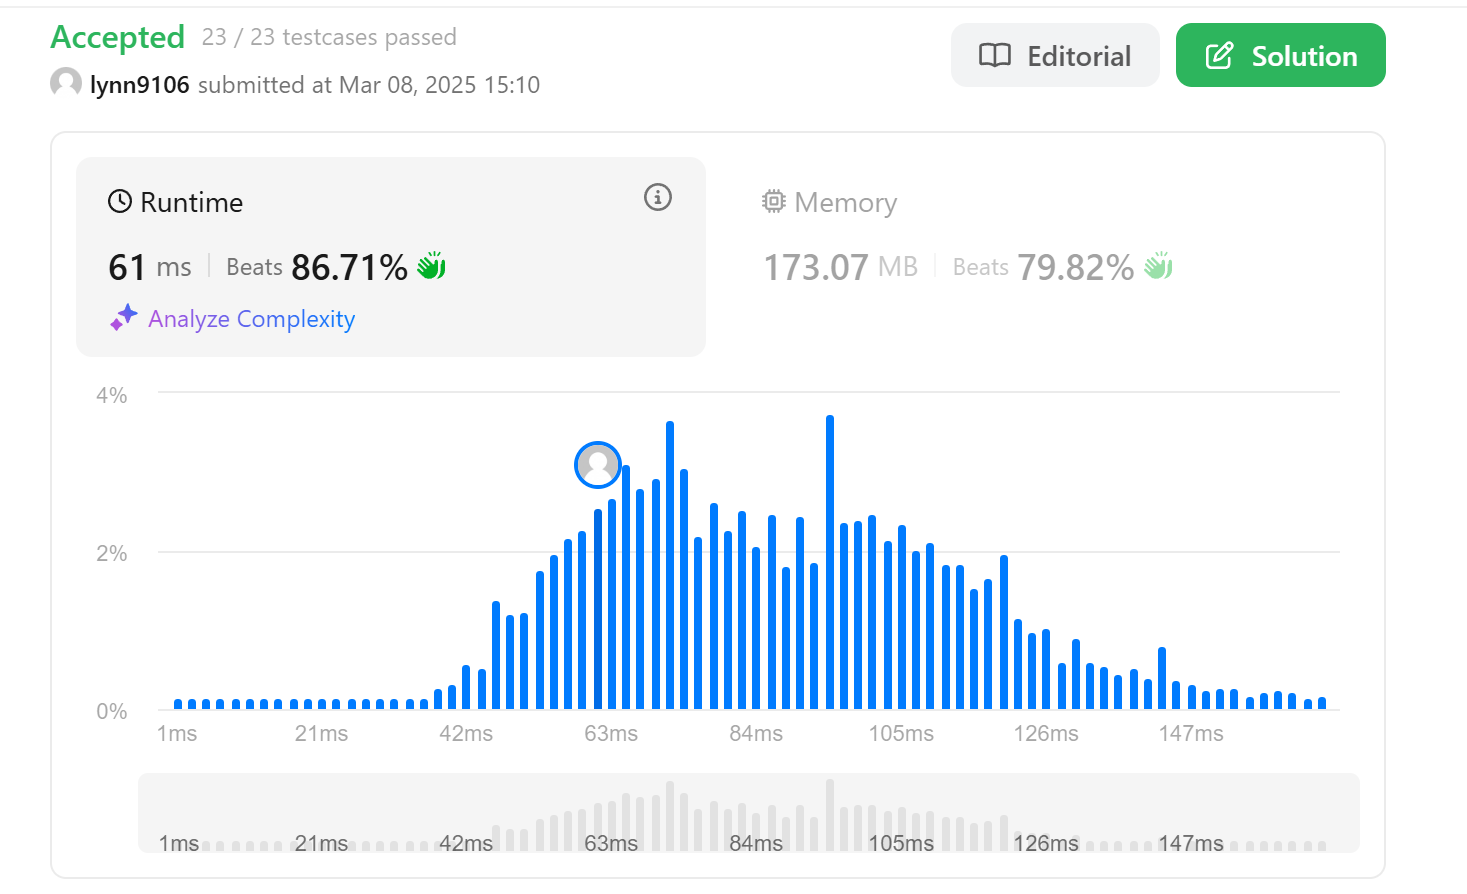 Accepted 23 / 23 testcases passed
Editorial
Solution
lynn9106 submitted at Mar 08, 2025 15:10
Runtime
61 ms Beats 86.71%
Analyze Complexity
Memory
173.07 MB Beats 79.82%
4%
2%
0%
1ms 21ms 42ms 63ms 84ms 105ms 126ms 147ms
1ms 21ms 42ms 63ms 84ms 105ms 126ms 147ms